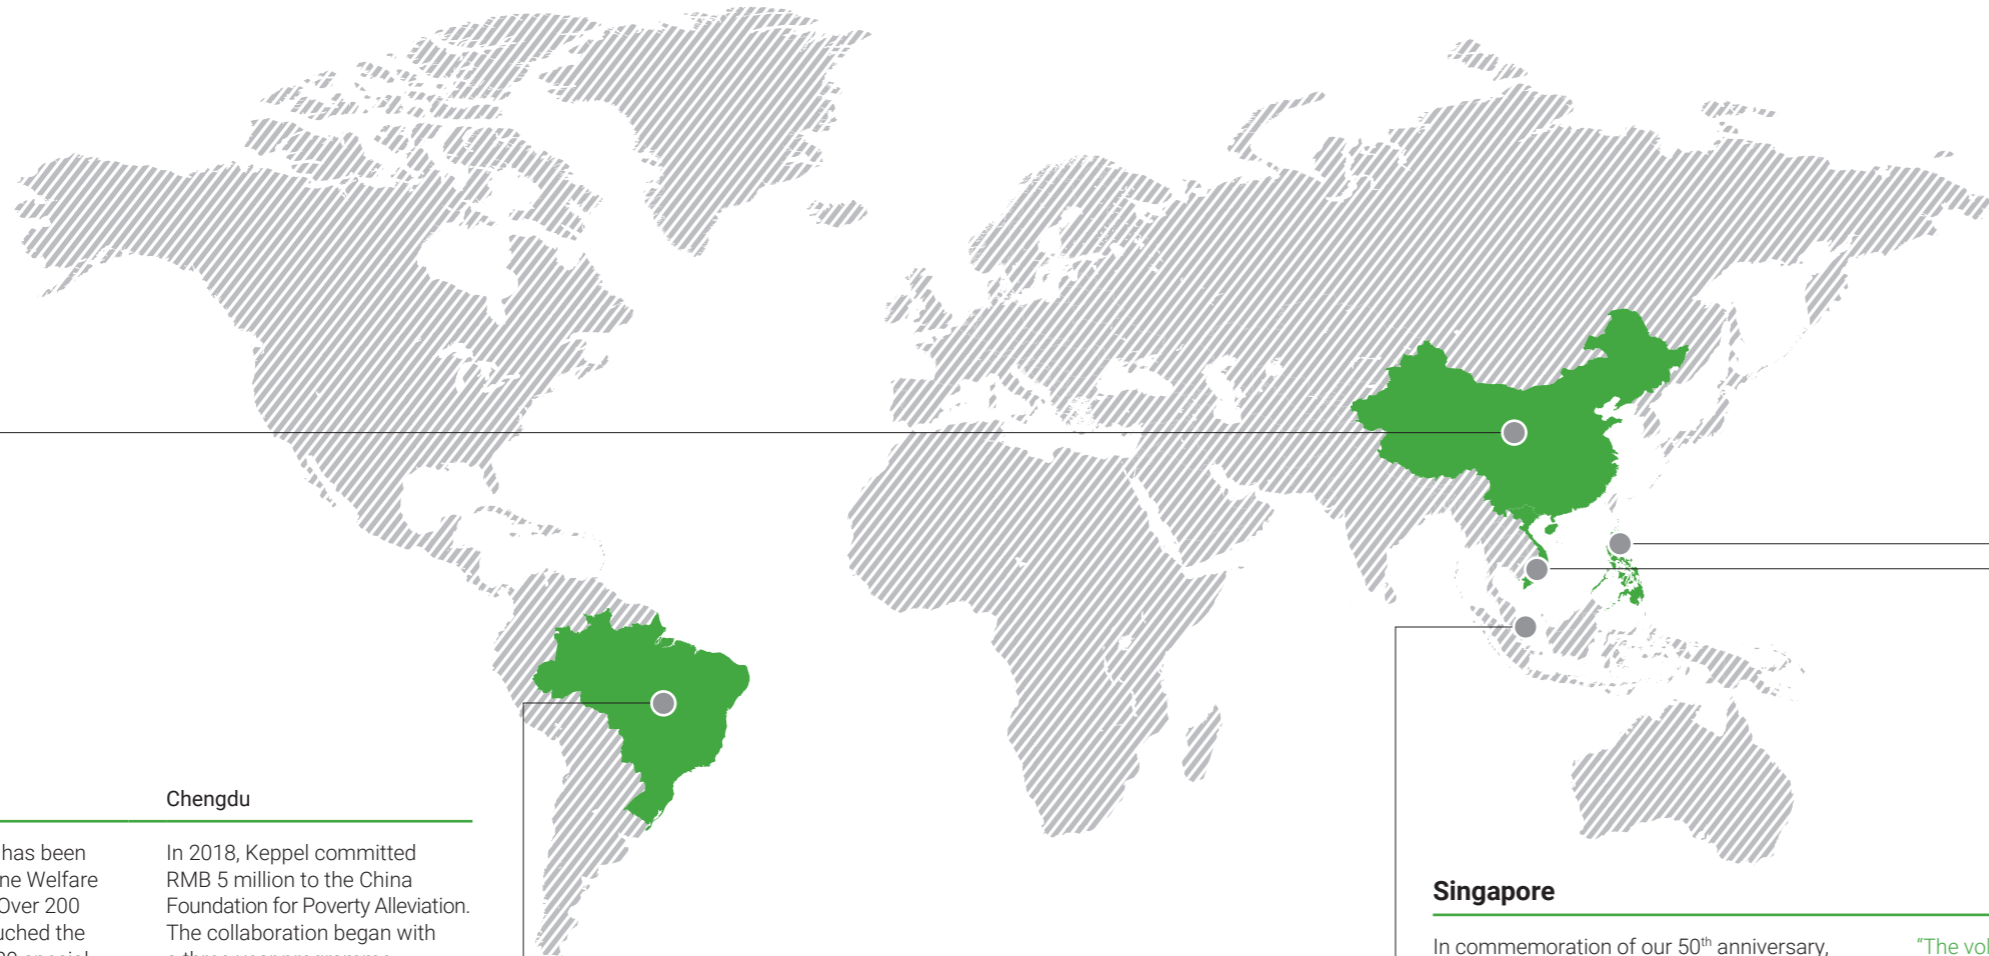 Chengdu
has been
ne Welfare
Over 200
uched the
In 2018, Keppel committed
RMB 5 million to the China
Foundation for Poverty Alleviation.
The collaboration began with
Singapore
In commemoration of our 50th anniversary,
"The vol